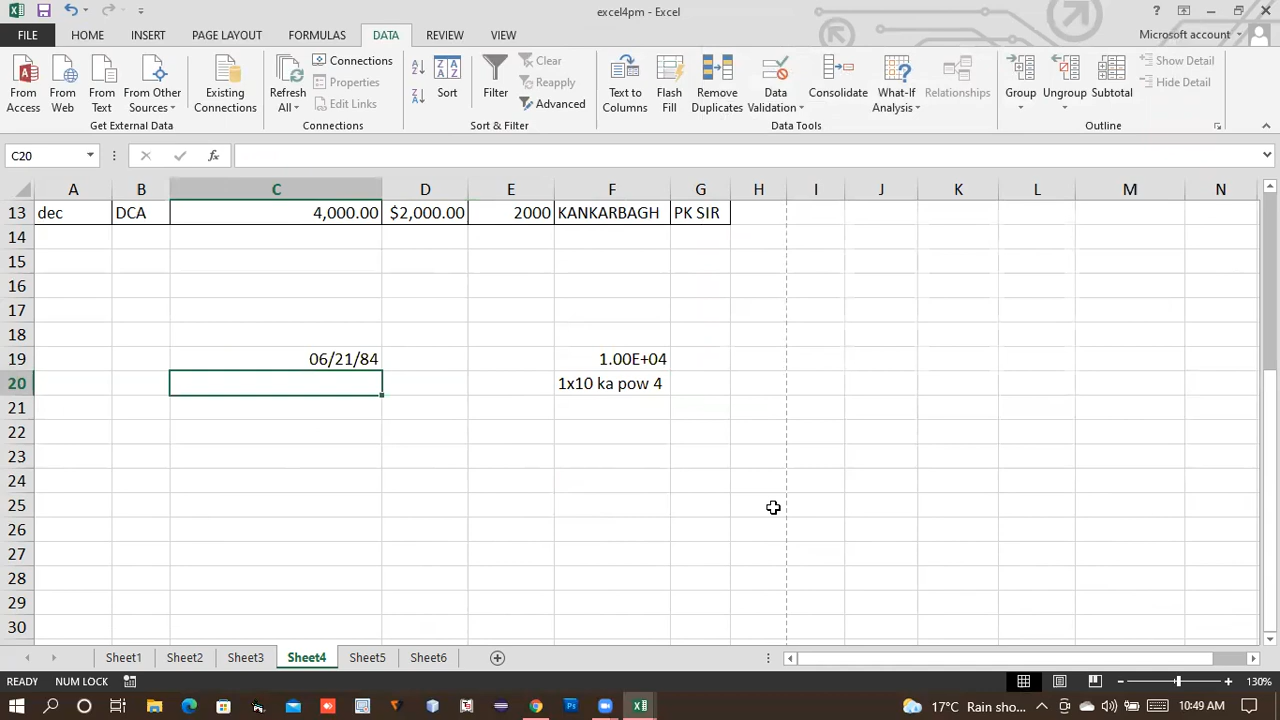 excel4pm - Excel
FILE HOME INSERT PAGE LAYOUT FORMULAS DATA REVIEW VIEW Microsoft account
From Access
From Web
From Text
From Other Sources
Existing Connections
Get External Data
Refresh All
Connections
Properties
Edit Links
Connections
Sort
Filter
Clear
Reapply
Advanced
Sort & Filter
Text to Columns
Flash Fill
Remove Duplicates
Data Validation
Consolidate
What-If Analysis
Relationships
Data Tools
Group
Ungroup
Subtotal
Show Detail
Hide Detail
Outline
C20 fx
A B C D E F G H I J K L M N
13 dec DCA 4,000.00 $2,000.00 2000 KANKARBAGH PK SIR
14
15
16
17
18
19 06/21/84 1.00E+04
20 1x10 ka pow 4
21
22
23
24
25
26
27
28
29
30
Sheet1 Sheet2 Sheet3 Sheet4 Sheet5 Sheet6
READY NUM LOCK 130%
17°C Rain sho... 10:49 AM